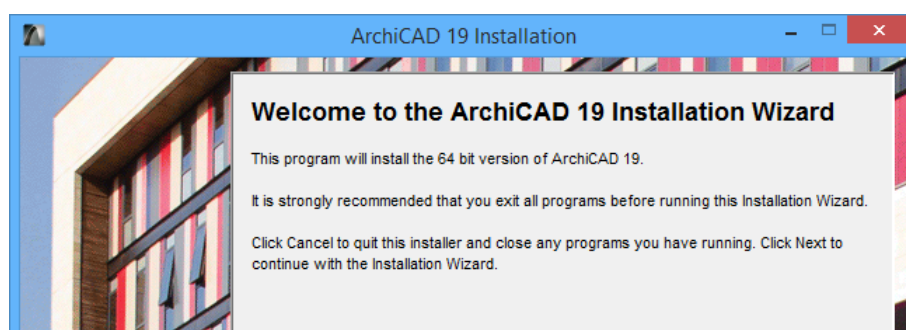 ArchiCAD 19 Installation
Welcome to the ArchiCAD 19 Installation Wizard
This program will install the 64 bit version of ArchiCAD 19.
It is strongly recommended that you exit all programs before running this Installation Wizard.
Click Cancel to quit this installer and close any programs you have running. Click Next to
continue with the Installation Wizard.